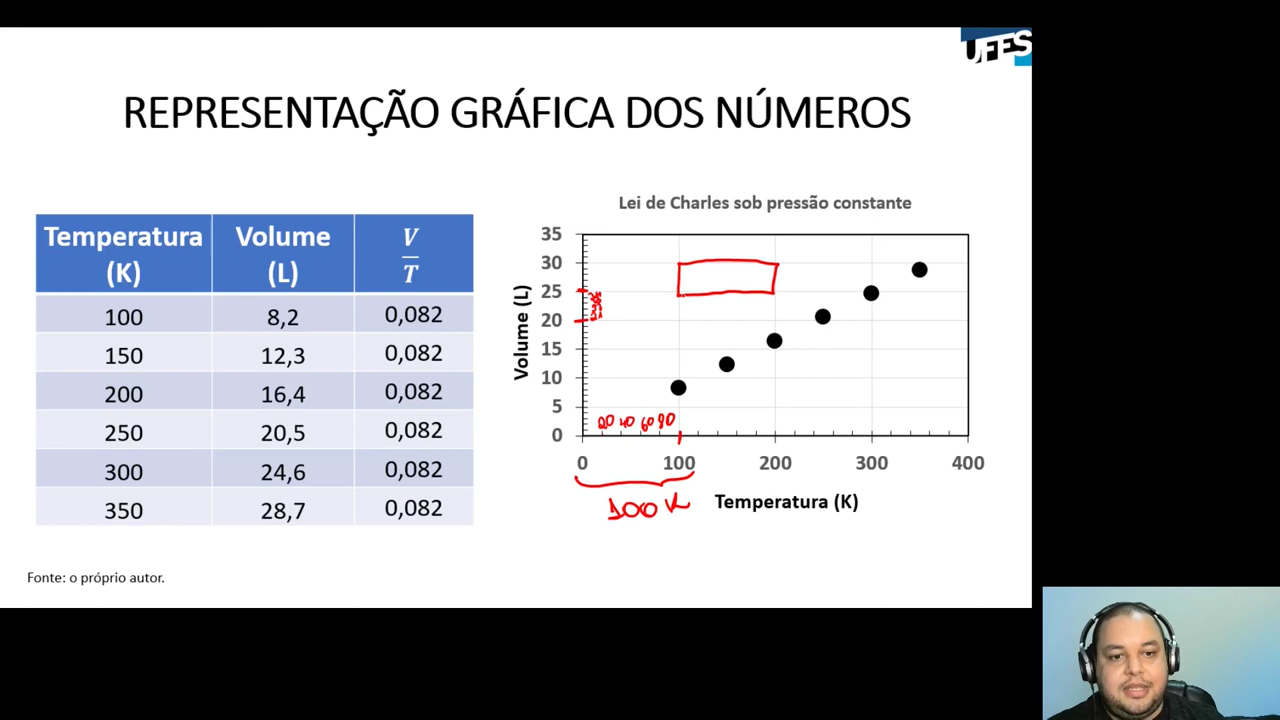 UFES
REPRESENTAÇÃO GRÁFICA DOS NÚMEROS
Temperatura (K) Volume (L) V/T
100 8,2 0,082
150 12,3 0,082
200 16,4 0,082
250 20,5 0,082
300 24,6 0,082
350 28,7 0,082
Fonte: o próprio autor.
Lei de Charles sob pressão constante
Volume (L)
35
30
25
20
15
10
5
0
20 40 60 80
0 100 200 300 400
100 K
Temperatura (K)